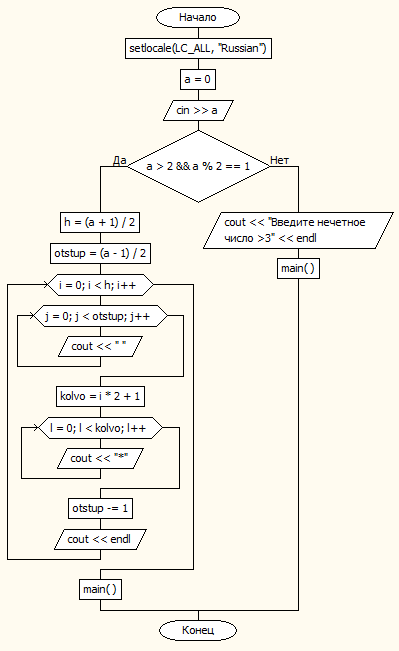 Начало
setlocale(LC_ALL, "Russian")
a = 0
cin >> a
a > 2 && a % 2 == 1
Да
Нет
h = (a + 1) / 2
otstup = (a - 1) / 2
i = 0; i < h; i++
j = 0; j < otstup; j++
cout << " "
kolvo = i * 2 + 1
l = 0; l < kolvo; l++
cout << "*"
otstup -= 1
cout << endl
main( )
cout << "Введите нечетное
число >3" << endl
main( )
Конец